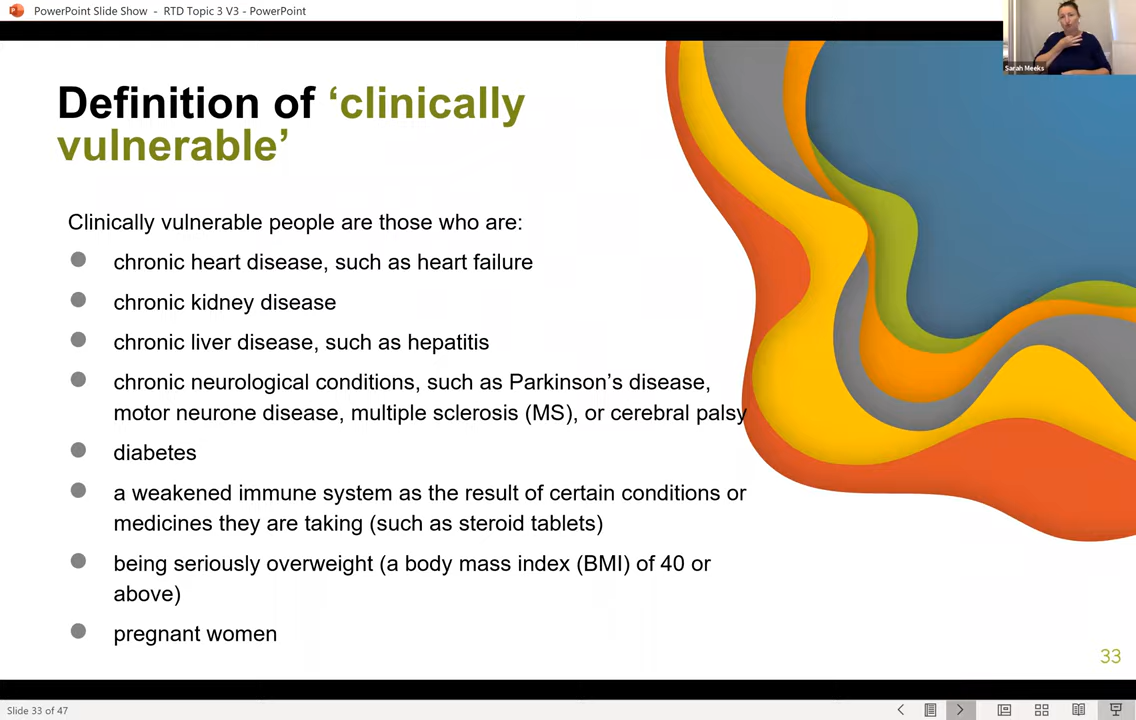 PowerPoint Slide Show - RTD Topic 3 V3 - PowerPoint
Sarah Meeks
Definition of ‘clinically
vulnerable’
Clinically vulnerable people are those who are:
chronic heart disease, such as heart failure
chronic kidney disease
chronic liver disease, such as hepatitis
chronic neurological conditions, such as Parkinson’s disease,
motor neurone disease, multiple sclerosis (MS), or cerebral palsy
diabetes
a weakened immune system as the result of certain conditions or
medicines they are taking (such as steroid tablets)
being seriously overweight (a body mass index (BMI) of 40 or
above)
pregnant women
33
Slide 33 of 47